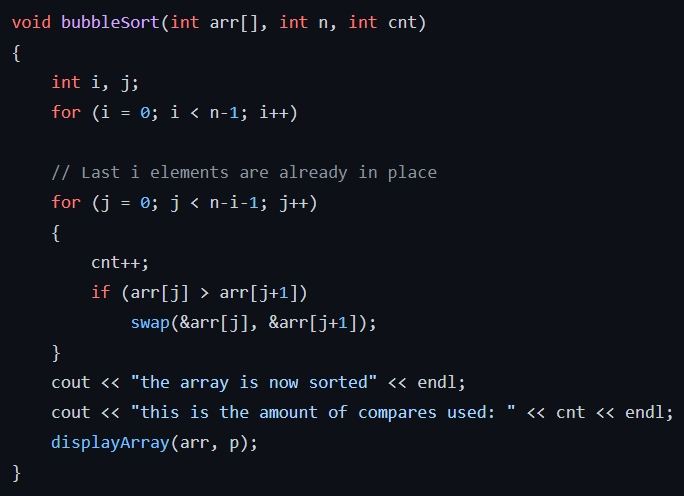 void bubbleSort(int arr[], int n, int cnt)
{
    int i, j;
    for (i = 0; i < n-1; i++)

    // Last i elements are already in place
    for (j = 0; j < n-i-1; j++)
    {
        cnt++;
        if (arr[j] > arr[j+1])
            swap(&arr[j], &arr[j+1]);
    }
    cout << "the array is now sorted" << endl;
    cout << "this is the amount of compares used: " << cnt << endl;
    displayArray(arr, p);
}